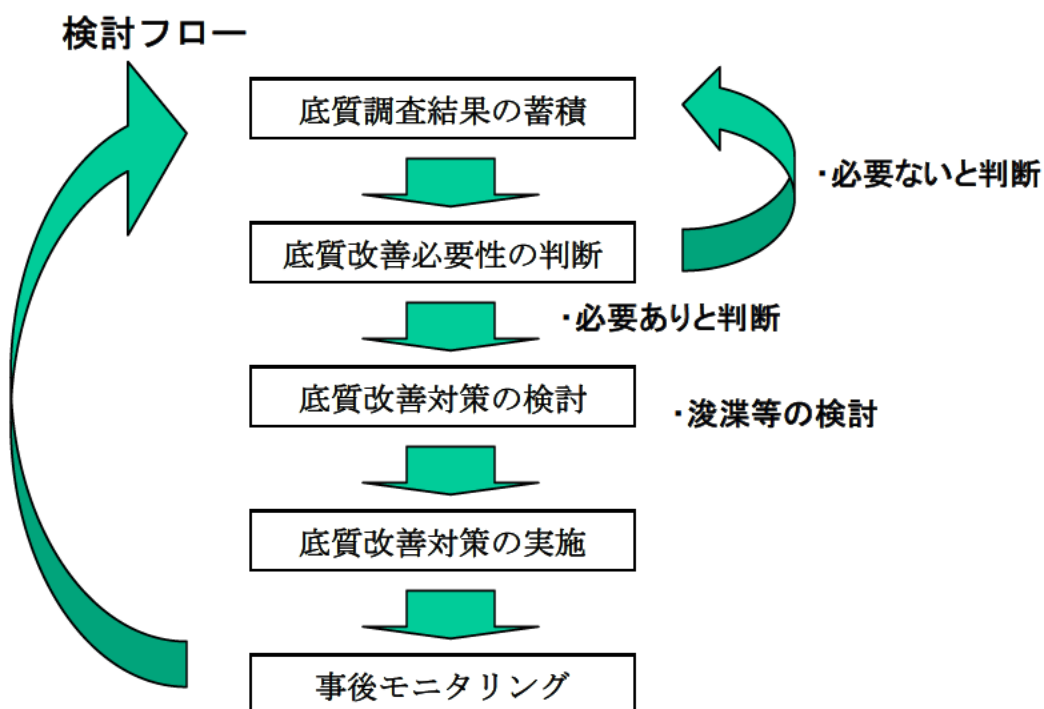 検討フロー
底質調査結果の蓄積
・必要ないと判断
底質改善必要性の判断
・必要ありと判断
底質改善対策の検討
・浚渫等の検討
底質改善対策の実施
事後モニタリング